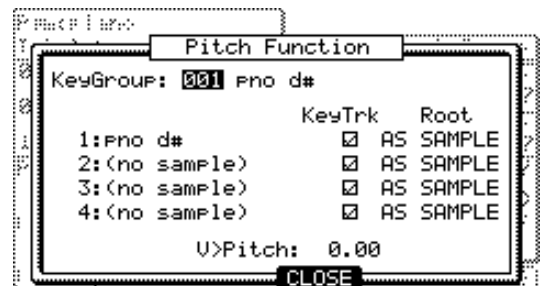 Pitch Function
KeyGroup: 001 pno d#
KeyTrk Root
1:pno d# ☑ AS SAMPLE
2:(no sample) ☑ AS SAMPLE
3:(no sample) ☑ AS SAMPLE
4:(no sample) ☑ AS SAMPLE
V>Pitch: 0.00
CLOSE